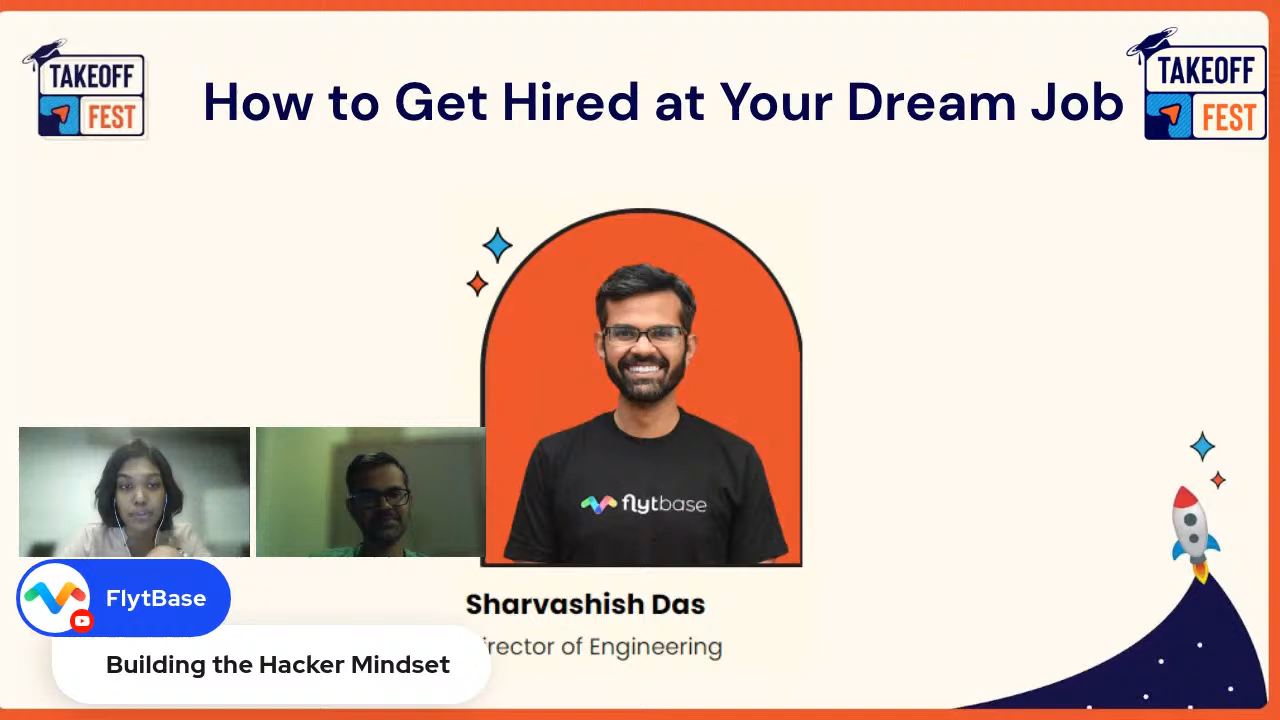 TAKEOFF
FEST
How to Get Hired at Your Dream Job
TAKEOFF
FEST
flytbase
Sharvashish Das
irector of Engineering
FlytBase
Building the Hacker Mindset